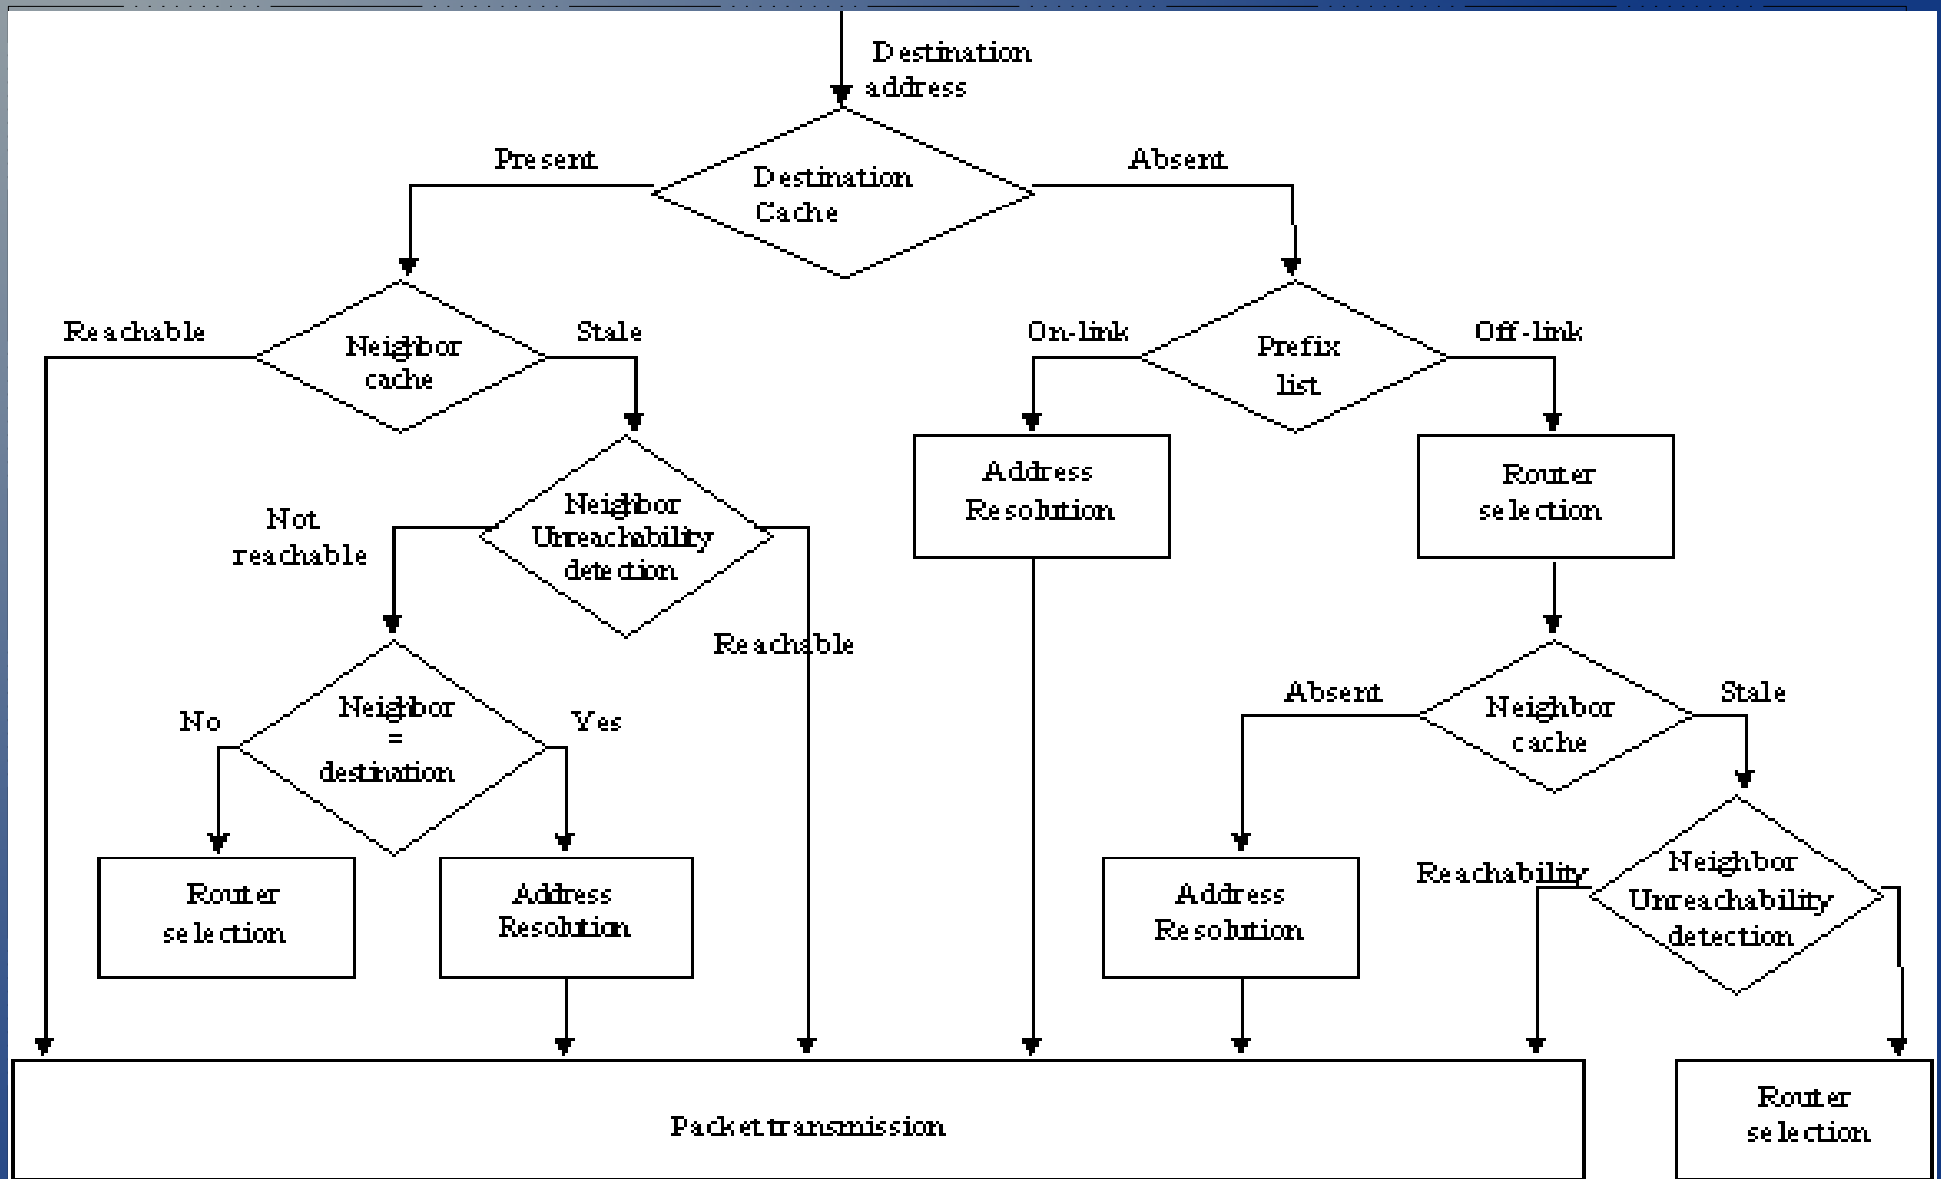 Destination
address
Present
Absent
Destination
Cache
Reachable
Stale
On-link
Off-link
Neighbor
cache
Prefix
list
Address
Resolution
Router
selection
Not
reachable
Neighbor
Unreachability
detection
Reachable
Absent
Stale
Neighbor
cache
No
Yes
Neighbor
=
destination
Reachability
Neighbor
Unreachability
detection
Router
selection
Address
Resolution
Address
Resolution
Packet transmission
Router
selection